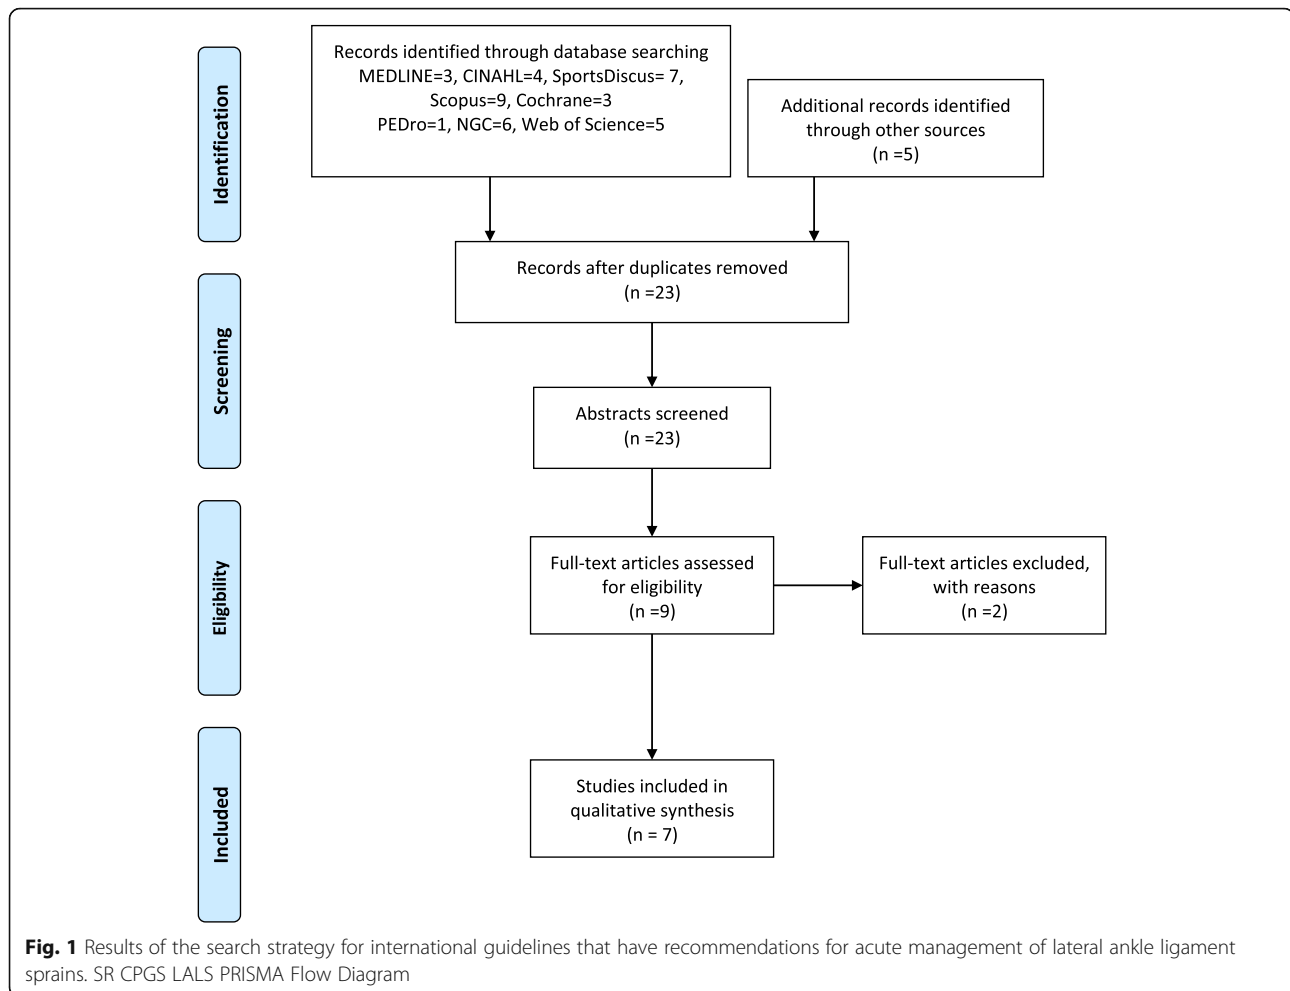 Identification
Records identified through database searching
MEDLINE=3, CINAHL=4, SportsDiscus= 7,
Scopus=9, Cochrane=3
PEDro=1, NGC=6, Web of Science=5
Additional records identified
through other sources
(n =5)
Records after duplicates removed
(n =23)
Screening
Abstracts screened
(n =23)
Eligibility
Full-text articles assessed
for eligibility
(n =9)
Full-text articles excluded,
with reasons
(n =2)
Included
Studies included in
qualitative synthesis
(n = 7)
Fig. 1 Results of the search strategy for international guidelines that have recommendations for acute management of lateral ankle ligament
sprains. SR CPGS LALS PRISMA Flow Diagram